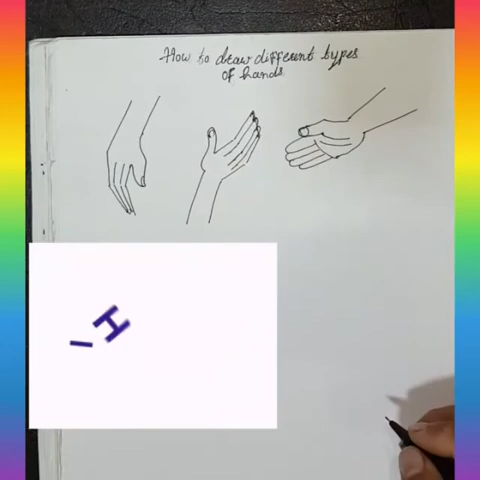 How to draw different types
of hands
H